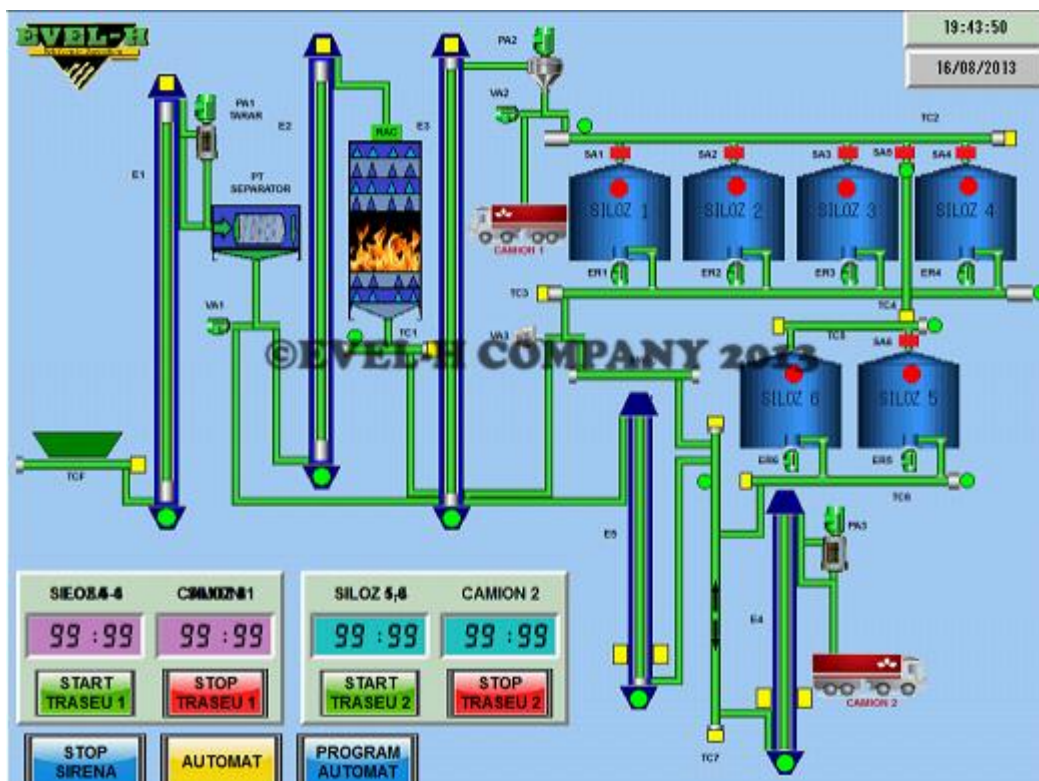 EVEL-H
19:43:50
16/08/2013
PA1
TARAR
E1
E2
E3
PA2
VA2
TC2
RAC
PT
SEPARATOR
SA1
SA2
SA3
SA5
SA4
SILOZ 1
SILOZ 2
SILOZ 3
SILOZ 4
CAMION 1
ER1
ER2
ER3
ER4
VA1
TC1
TC3
TC4
VA3
TC5
SA6
©EVEL-H COMPANY 2013
SILOZ 6
SILOZ 5
ER6
ER5
TCF
TC6
E5
PA3
E4
SILOZ
CAMION 2
99:99
99:99
99:99
99:99
START
TRASEU 1
STOP
TRASEU 1
START
TRASEU 2
STOP
TRASEU 2
CAMION 2
TC7
STOP
SIRENA
AUTOMAT
PROGRAM
AUTOMAT